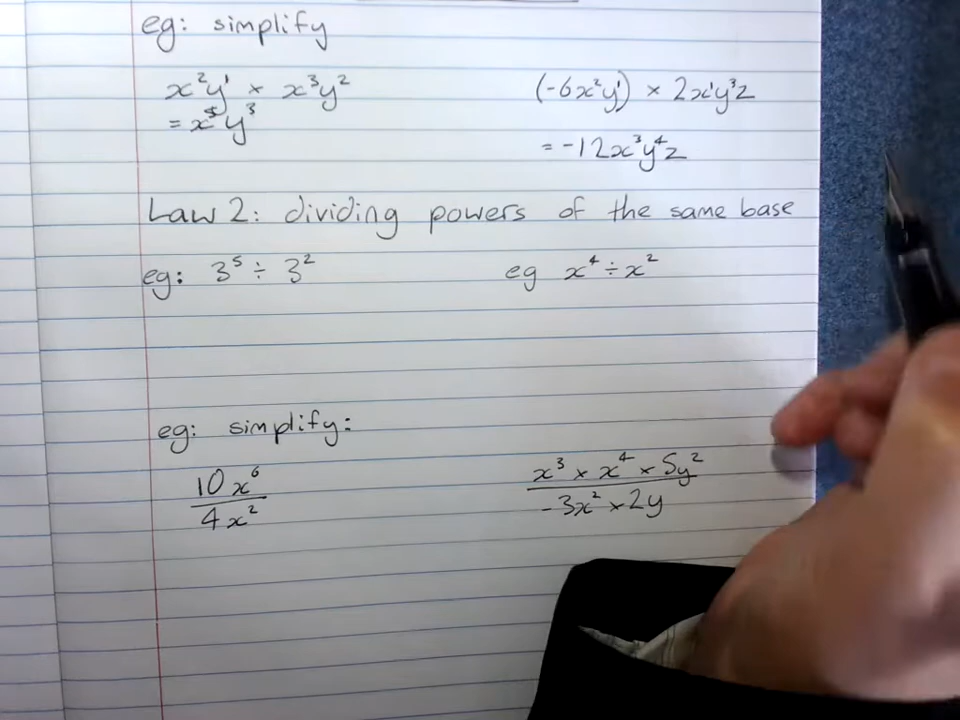 eg: simplify
x²y¹ × x³y² (-6x²y¹) × 2x¹y³z
= x⁵y³ = -12x³y⁴z
Law 2: dividing powers of the same base
eg: 3⁵ ÷ 3² eg x⁴ ÷ x²
eg: simplify:
10x⁶ x³ × x⁴ × 5y²
4x² -3x² × 2y